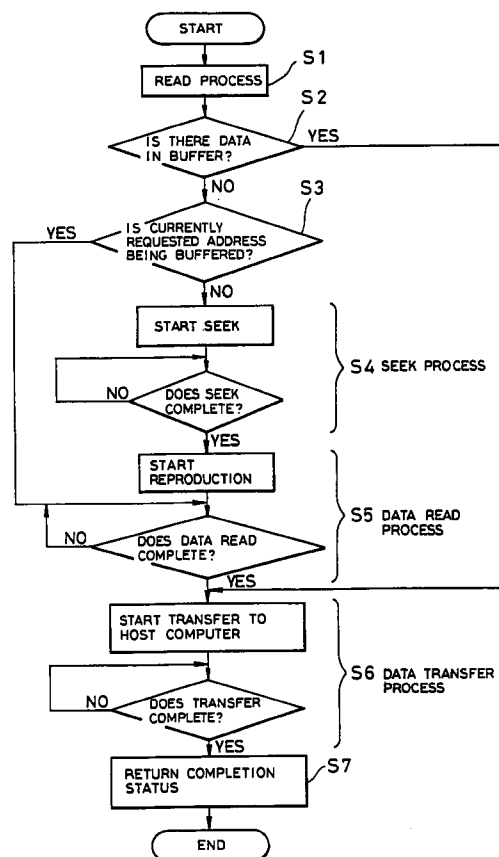 START
S1
READ PROCESS
S2
IS THERE DATA
IN BUFFER?
YES
NO
S3
IS CURRENTLY
REQUESTED ADDRESS
BEING BUFFERED?
YES
NO
START SEEK
S4 SEEK PROCESS
DOES SEEK
COMPLETE?
NO
YES
START
REPRODUCTION
S5 DATA READ
PROCESS
DOES DATA READ
COMPLETE?
NO
YES
START TRANSFER TO
HOST COMPUTER
S6 DATA TRANSFER
PROCESS
DOES TRANSFER
COMPLETE?
NO
YES
S7
RETURN COMPLETION
STATUS
END